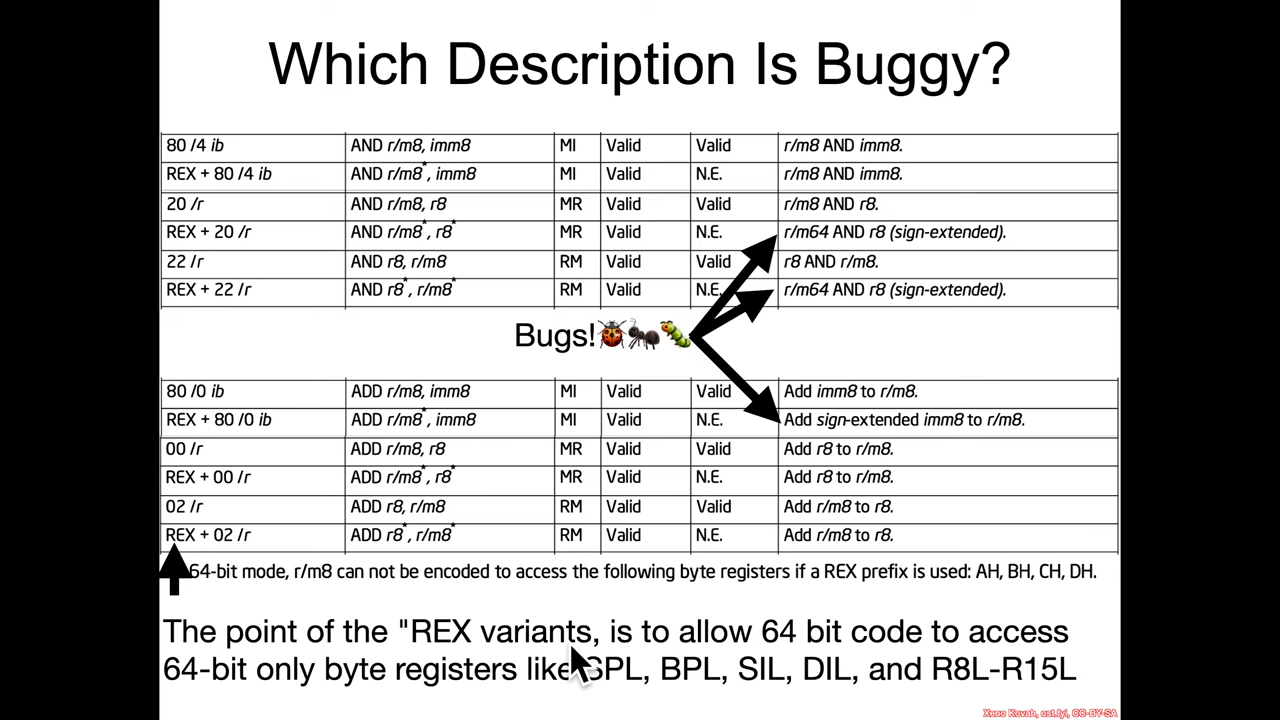 Which Description Is Buggy?
80 /4 ib AND r/m8, imm8 MI Valid Valid r/m8 AND imm8.
REX + 80 /4 ib AND r/m8*, imm8 MI Valid N.E. r/m8 AND imm8.
20 /r AND r/m8, r8 MR Valid Valid r/m8 AND r8.
REX + 20 /r AND r/m8*, r8* MR Valid N.E. r/m64 AND r8 (sign-extended).
22 /r AND r8, r/m8 RM Valid Valid r8 AND r/m8.
REX + 22 /r AND r8*, r/m8* RM Valid N.E. r/m64 AND r8 (sign-extended).
Bugs!🐞🐜🐛
80 /0 ib ADD r/m8, imm8 MI Valid Valid Add imm8 to r/m8.
REX + 80 /0 ib ADD r/m8*, imm8 MI Valid N.E. Add sign-extended imm8 to r/m8.
00 /r ADD r/m8, r8 MR Valid Valid Add r8 to r/m8.
REX + 00 /r ADD r/m8*, r8* MR Valid N.E. Add r8 to r/m8.
02 /r ADD r8, r/m8 RM Valid Valid Add r/m8 to r8.
REX + 02 /r ADD r8*, r/m8* RM Valid N.E. Add r/m8 to r8.
64-bit mode, r/m8 can not be encoded to access the following byte registers if a REX prefix is used: AH, BH, CH, DH.
The point of the "REX variants, is to allow 64 bit code to access
64-bit only byte registers like SPL, BPL, SIL, DIL, and R8L-R15L
Xeno Kovah, ost.fyi, CC-BY-SA